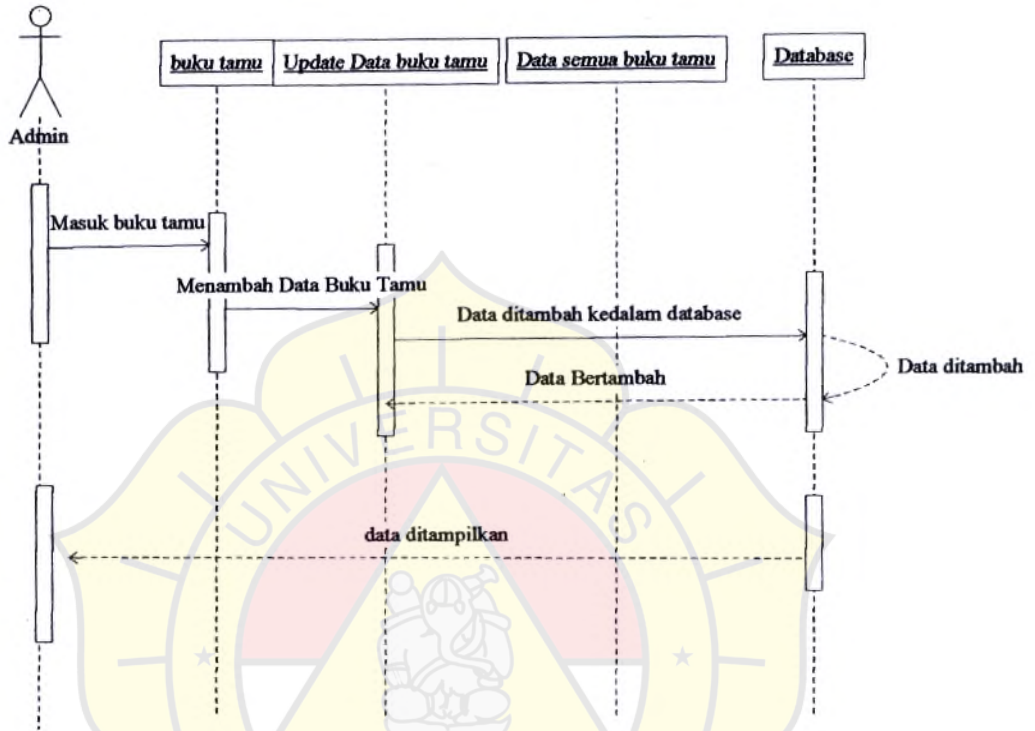 buku tamu
Update Data buku tamu
Data semua buku tamu
Database
Admin
Masuk buku tamu
Menambah Data Buku Tamu
Data ditambah kedalam database
Data ditambah
Data Bertambah
UNIVERSITAS
data ditampilkan